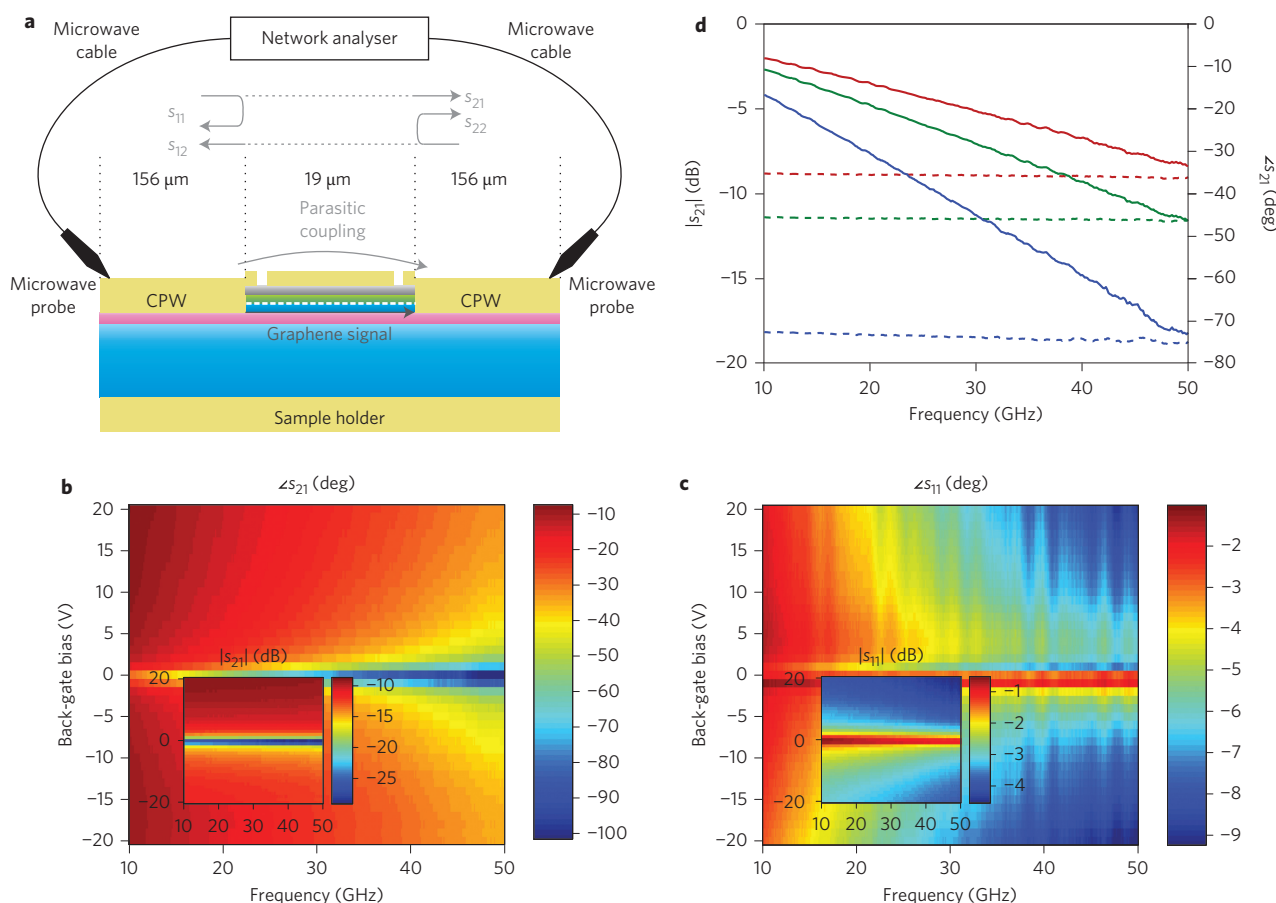 a
Microwave
cable
Network analyser
Microwave
cable
s21
s11
s22
s12
156 µm
19 µm
156 µm
Parasitic
coupling
Microwave
probe
CPW
CPW
Microwave
probe
Graphene signal
Sample holder
d
0
−5
−10
−15
−20
|s21| (dB)
0
−10
−20
−30
−40
−50
−60
−70
−80
∠s21 (deg)
10
20
30
40
50
Frequency (GHz)
b
∠s21 (deg)
20
15
10
5
0
−5
−10
−15
−20
Back-gate bias (V)
|s21| (dB)
20
0
−20
10
20
30
40
50
−10
−15
−20
−25
10
20
30
40
50
Frequency (GHz)
−10
−20
−30
−40
−50
−60
−70
−80
−90
−100
c
∠s11 (deg)
20
15
10
5
0
−5
−10
−15
−20
Back-gate bias (V)
|s11| (dB)
20
0
−20
10
20
30
40
50
−1
−2
−3
−4
10
20
30
40
50
Frequency (GHz)
−2
−3
−4
−5
−6
−7
−8
−9